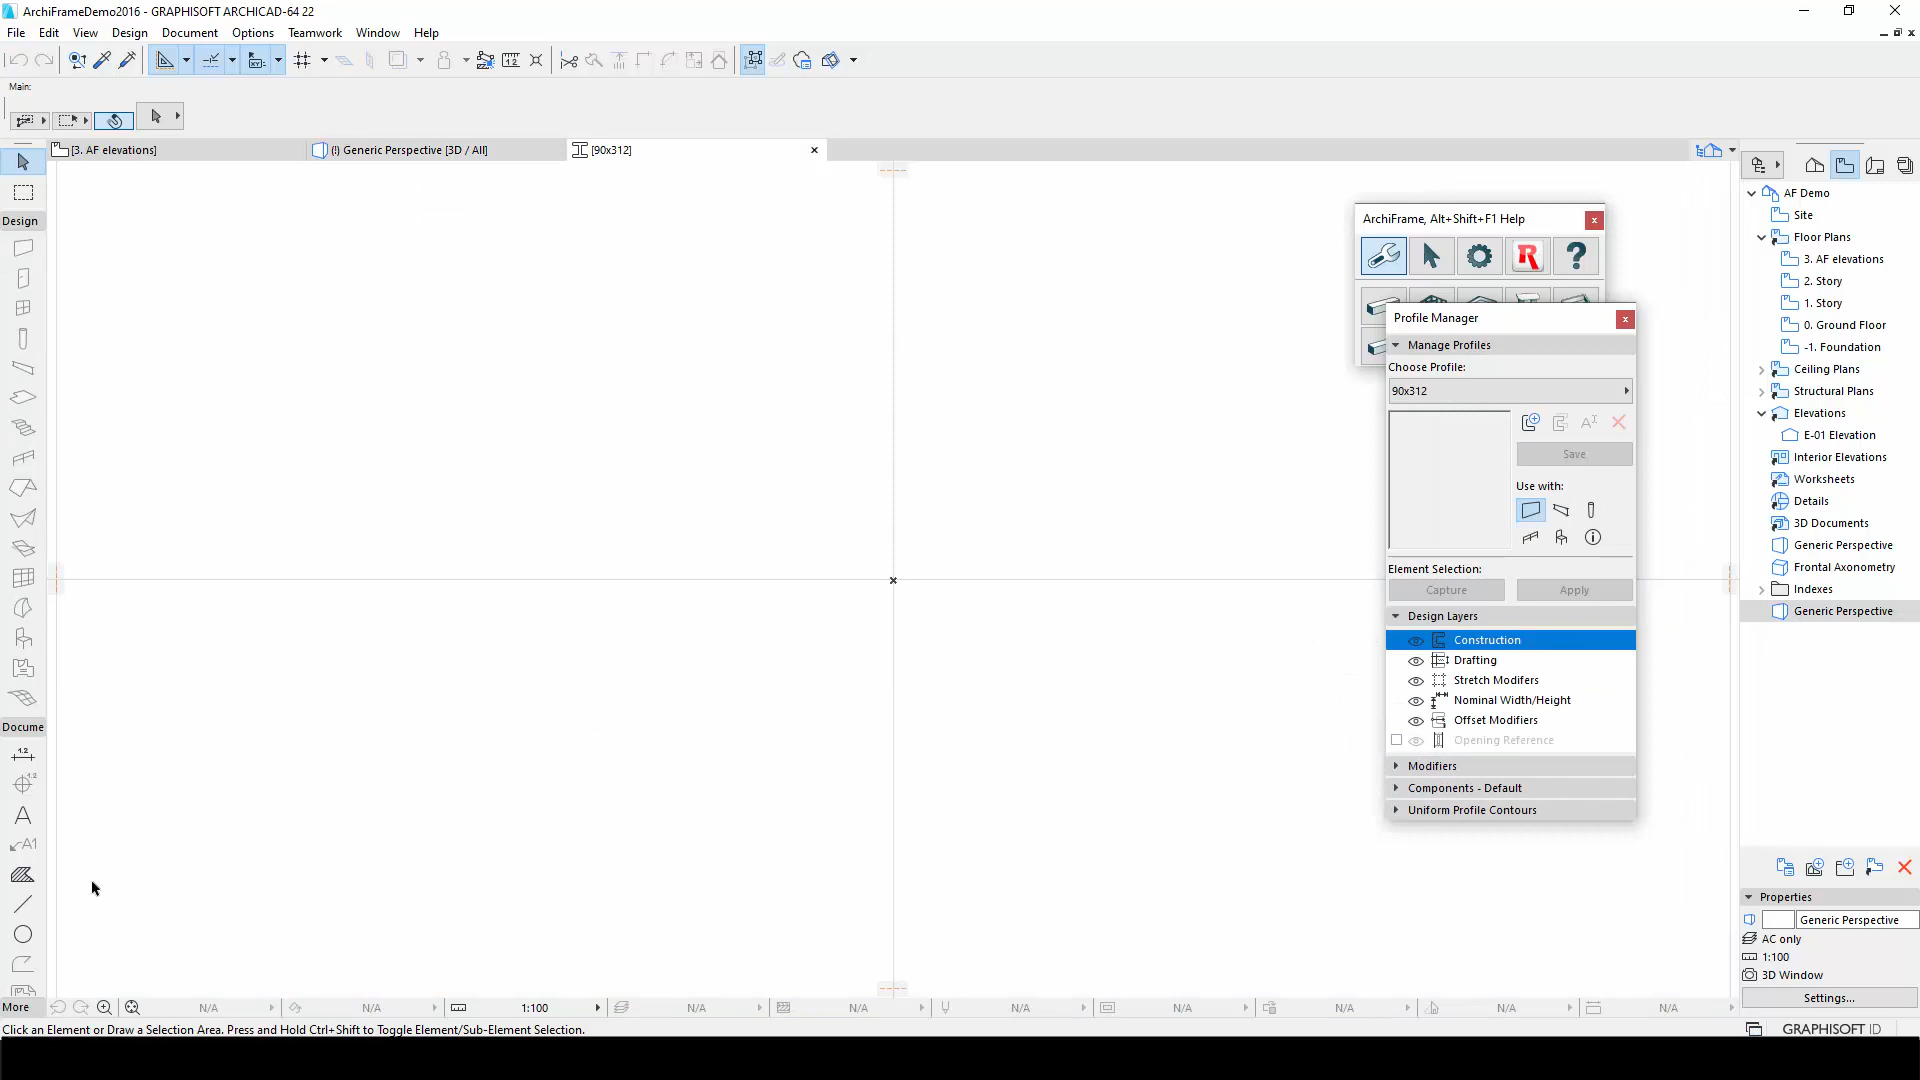 ArchiFrameDemo2016 - GRAPHISOFT ARCHICAD-64 22
File Edit View Design Document Options Teamwork Window Help
Main:
[3. AF elevations]
(!) Generic Perspective [3D / All]
[90x312]
Design
Docume
More
ArchiFrame, Alt+Shift+F1 Help
Profile Manager
Manage Profiles
Choose Profile:
90x312
Save
Use with:
Element Selection:
Capture
Apply
Design Layers
Construction
Drafting
Stretch Modifers
Nominal Width/Height
Offset Modifiers
Opening Reference
Modifiers
Components - Default
Uniform Profile Contours
AF Demo
Site
Floor Plans
3. AF elevations
2. Story
1. Story
0. Ground Floor
-1. Foundation
Ceiling Plans
Structural Plans
Elevations
E-01 Elevation
Interior Elevations
Worksheets
Details
3D Documents
Generic Perspective
Frontal Axonometry
Indexes
Generic Perspective
Properties
Generic Perspective
AC only
1:100
3D Window
Settings...
N/A N/A 1:100 N/A N/A N/A N/A N/A N/A N/A
Click an Element or Draw a Selection Area. Press and Hold Ctrl+Shift to Toggle Element/Sub-Element Selection.
GRAPHISOFT ID